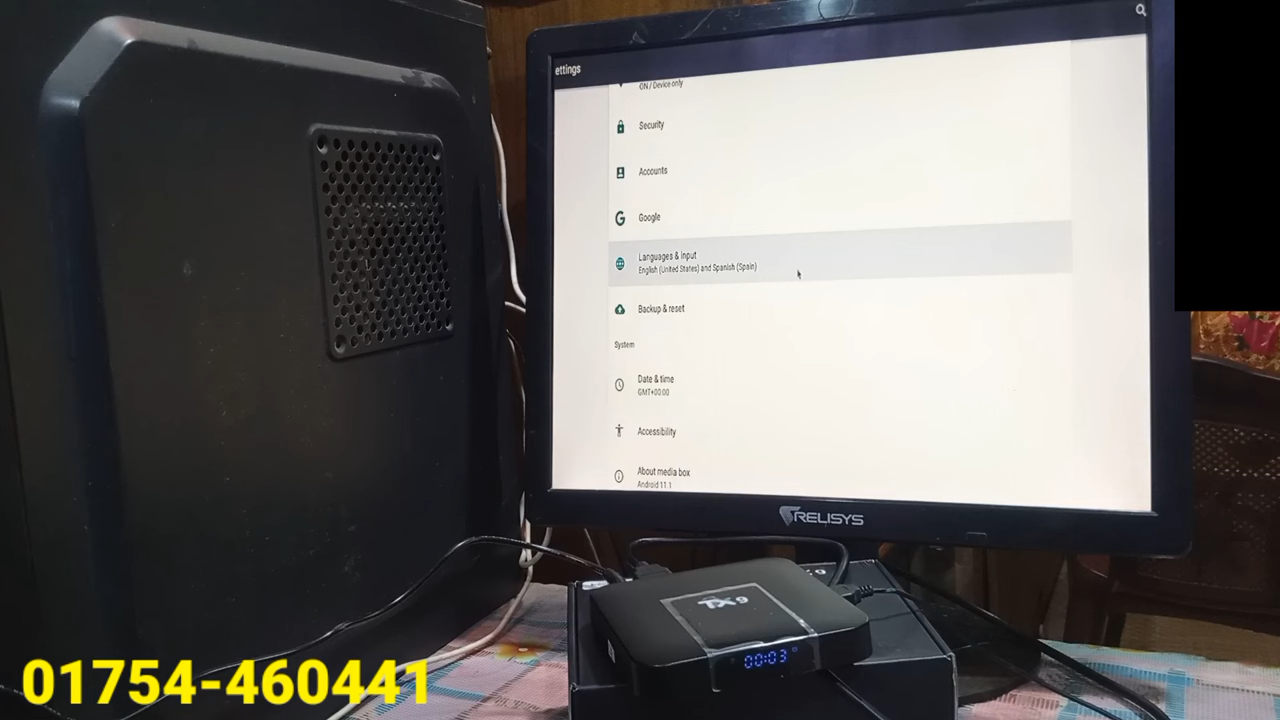 ettings
ON / Device only
Security
Accounts
Google
Languages & input
English (United States) and Spanish (Spain)
Backup & reset
System
Date & time
GMT+00:00
Accessibility
About media box
Android 11.1
RELISYS
TX9
00:03
01754-460441